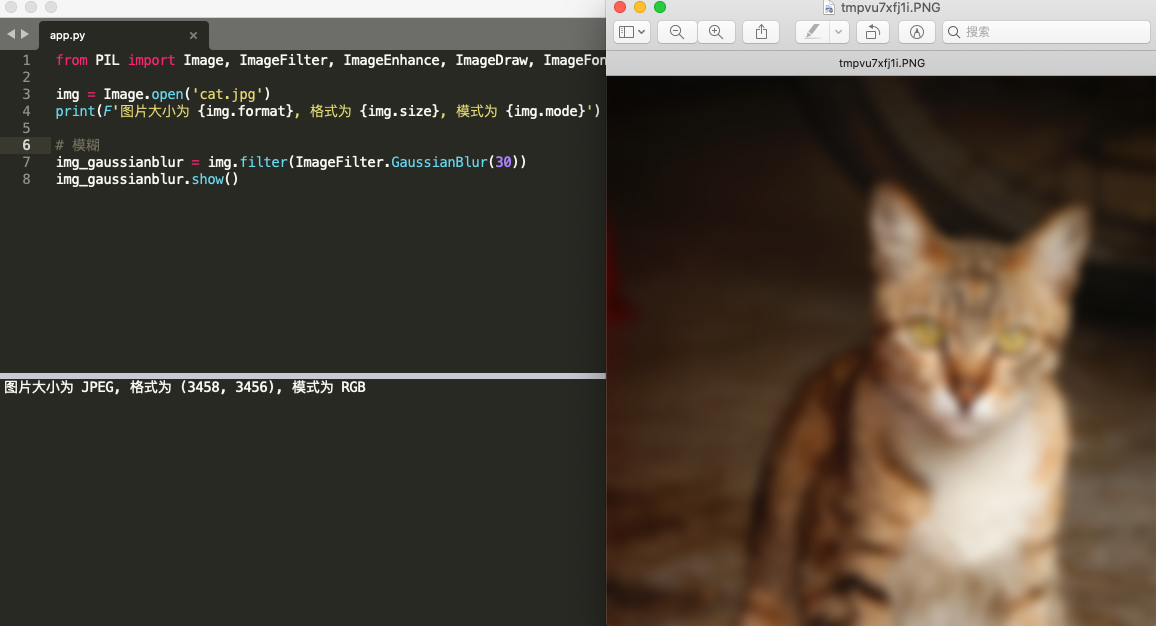 app.py
1 from PIL import Image, ImageFilter, ImageEnhance, ImageDraw, ImageFon
2
3 img = Image.open('cat.jpg')
4 print(F'图片大小为 {img.format}, 格式为 {img.size}, 模式为 {img.mode}')
5
6 # 模糊
7 img_gaussianblur = img.filter(ImageFilter.GaussianBlur(30))
8 img_gaussianblur.show()
图片大小为 JPEG, 格式为 (3458, 3456), 模式为 RGB
tmpvu7xfj1i.PNG
搜索
tmpvu7xfj1i.PNG